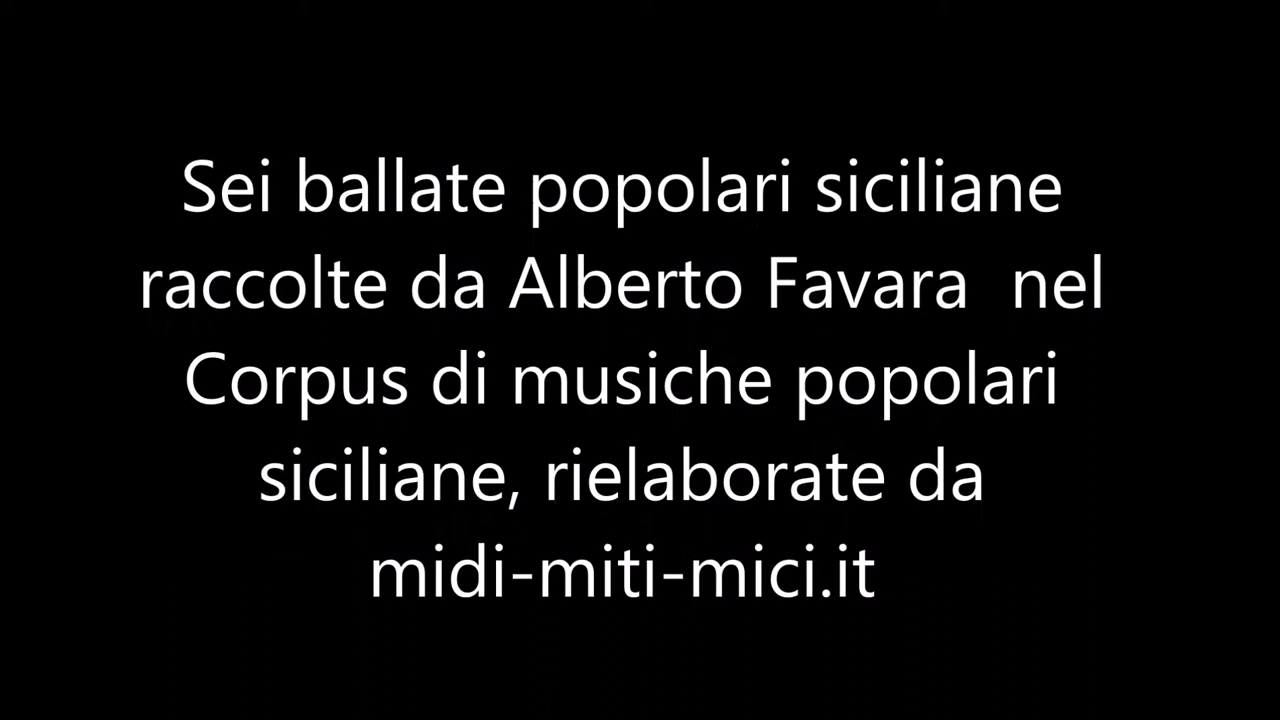 Sei ballate popolari siciliane
raccolte da Alberto Favara  nel
Corpus di musiche popolari
siciliane, rielaborate da
midi-miti-mici.it